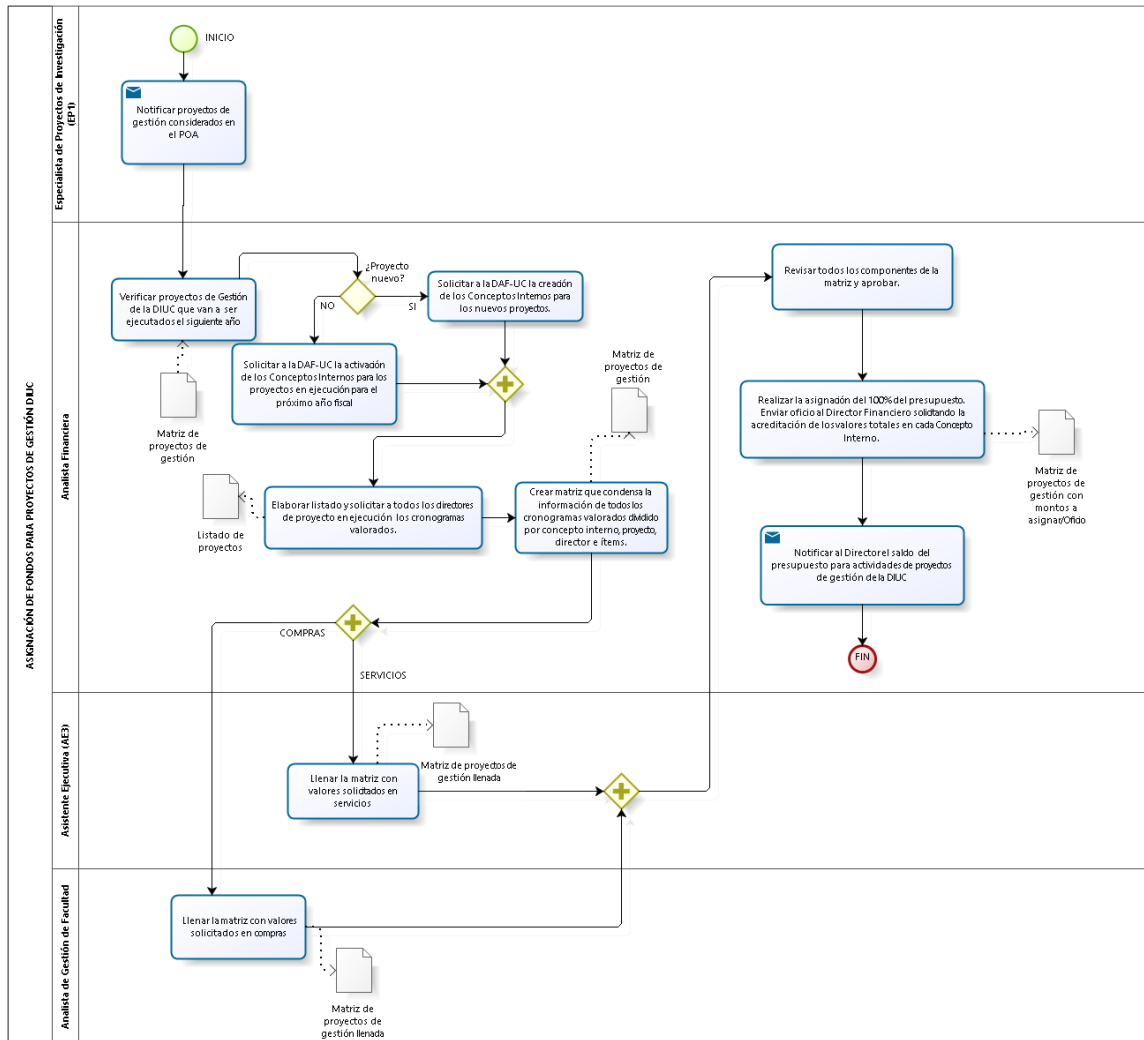 ASIGNACIÓN DE FONDOS PARA PROYECTOS DE GESTIÓN DIUC
Especialista de Proyectos de Investigación
(EP1)
INICIO
Notificar proyectos de
gestión considerados en
el POA
Analista Financiera
Verificar proyectos de Gestión
de la DIUC que van a ser
ejecutados el siguiente año
Matriz de
proyectos de
gestión
¿Proyecto
nuevo?
NO
SI
Solicitar a la DAF-UC la creación
de los Conceptos Internos para
los nuevos proyectos.
Solicitar a la DAF-UC la activación
de los Conceptos Internos para los
proyectos en ejecución para el
próximo año fiscal
Matriz de
proyectos de
gestión
Listado de
proyectos
Elaborar listado y solicitar a todos los directores
de proyecto en ejecución los cronogramas
valorados.
Crear matriz que condensa la
información de todos los
cronogramas valorados dividido
por concepto interno, proyecto,
director e ítems.
COMPRAS
SERVICIOS
Revisar todos los componentes de la
matriz y aprobar.
Realizar la asignación del 100% del presupuesto.
Enviar oficio al Director Financiero solicitando la
acreditación de los valores totales en cada Concepto
Interno.
Matriz de
proyectos de
gestión con
montos a
asignar/Oficio
Notificar al Director el saldo del
presupuesto para actividades de proyectos
de gestión de la DIUC
FIN
Asistente Ejecutiva (AE3)
Llenar la matriz con
valores solicitados en
servicios
Matriz de proyectos de
gestión llenada
Analista de Gestión de Facultad
Llenar la matriz con valores
solicitados en compras
Matriz de
proyectos de
gestión llenada